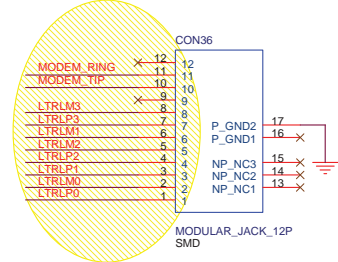 CON36
12 12
MODEM_RING 11 11
MODEM_TIP 10 10
9 9
LTRLM3 8 8
LTRLP3 7 7 P_GND2 17
LTRLM1 6 6 P_GND1 16
LTRLM2 5 5
LTRLP2 4 4 NP_NC3 15
LTRLP1 3 3 NP_NC2 14
LTRLM0 2 2 NP_NC1 13
LTRLP0 1 1
MODULAR_JACK_12P
SMD